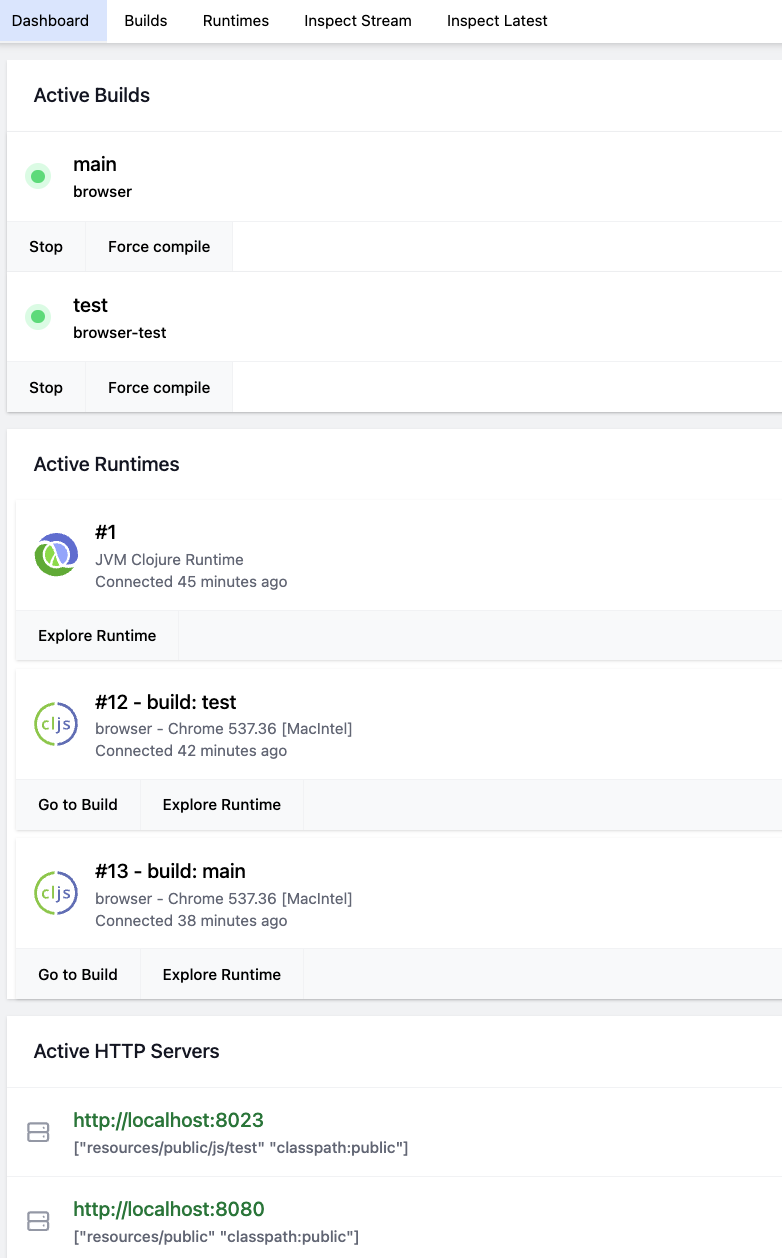 Dashboard Builds Runtimes Inspect Stream Inspect Latest
Active Builds
main
browser
Stop Force compile
test
browser-test
Stop Force compile
Active Runtimes
#1
JVM Clojure Runtime
Connected 45 minutes ago
Explore Runtime
cljs
#12 - build: test
browser - Chrome 537.36 [MacIntel]
Connected 42 minutes ago
Go to Build Explore Runtime
cljs
#13 - build: main
browser - Chrome 537.36 [MacIntel]
Connected 38 minutes ago
Go to Build Explore Runtime
Active HTTP Servers
http://localhost:8023
["resources/public/js/test" "classpath:public"]
http://localhost:8080
["resources/public" "classpath:public"]